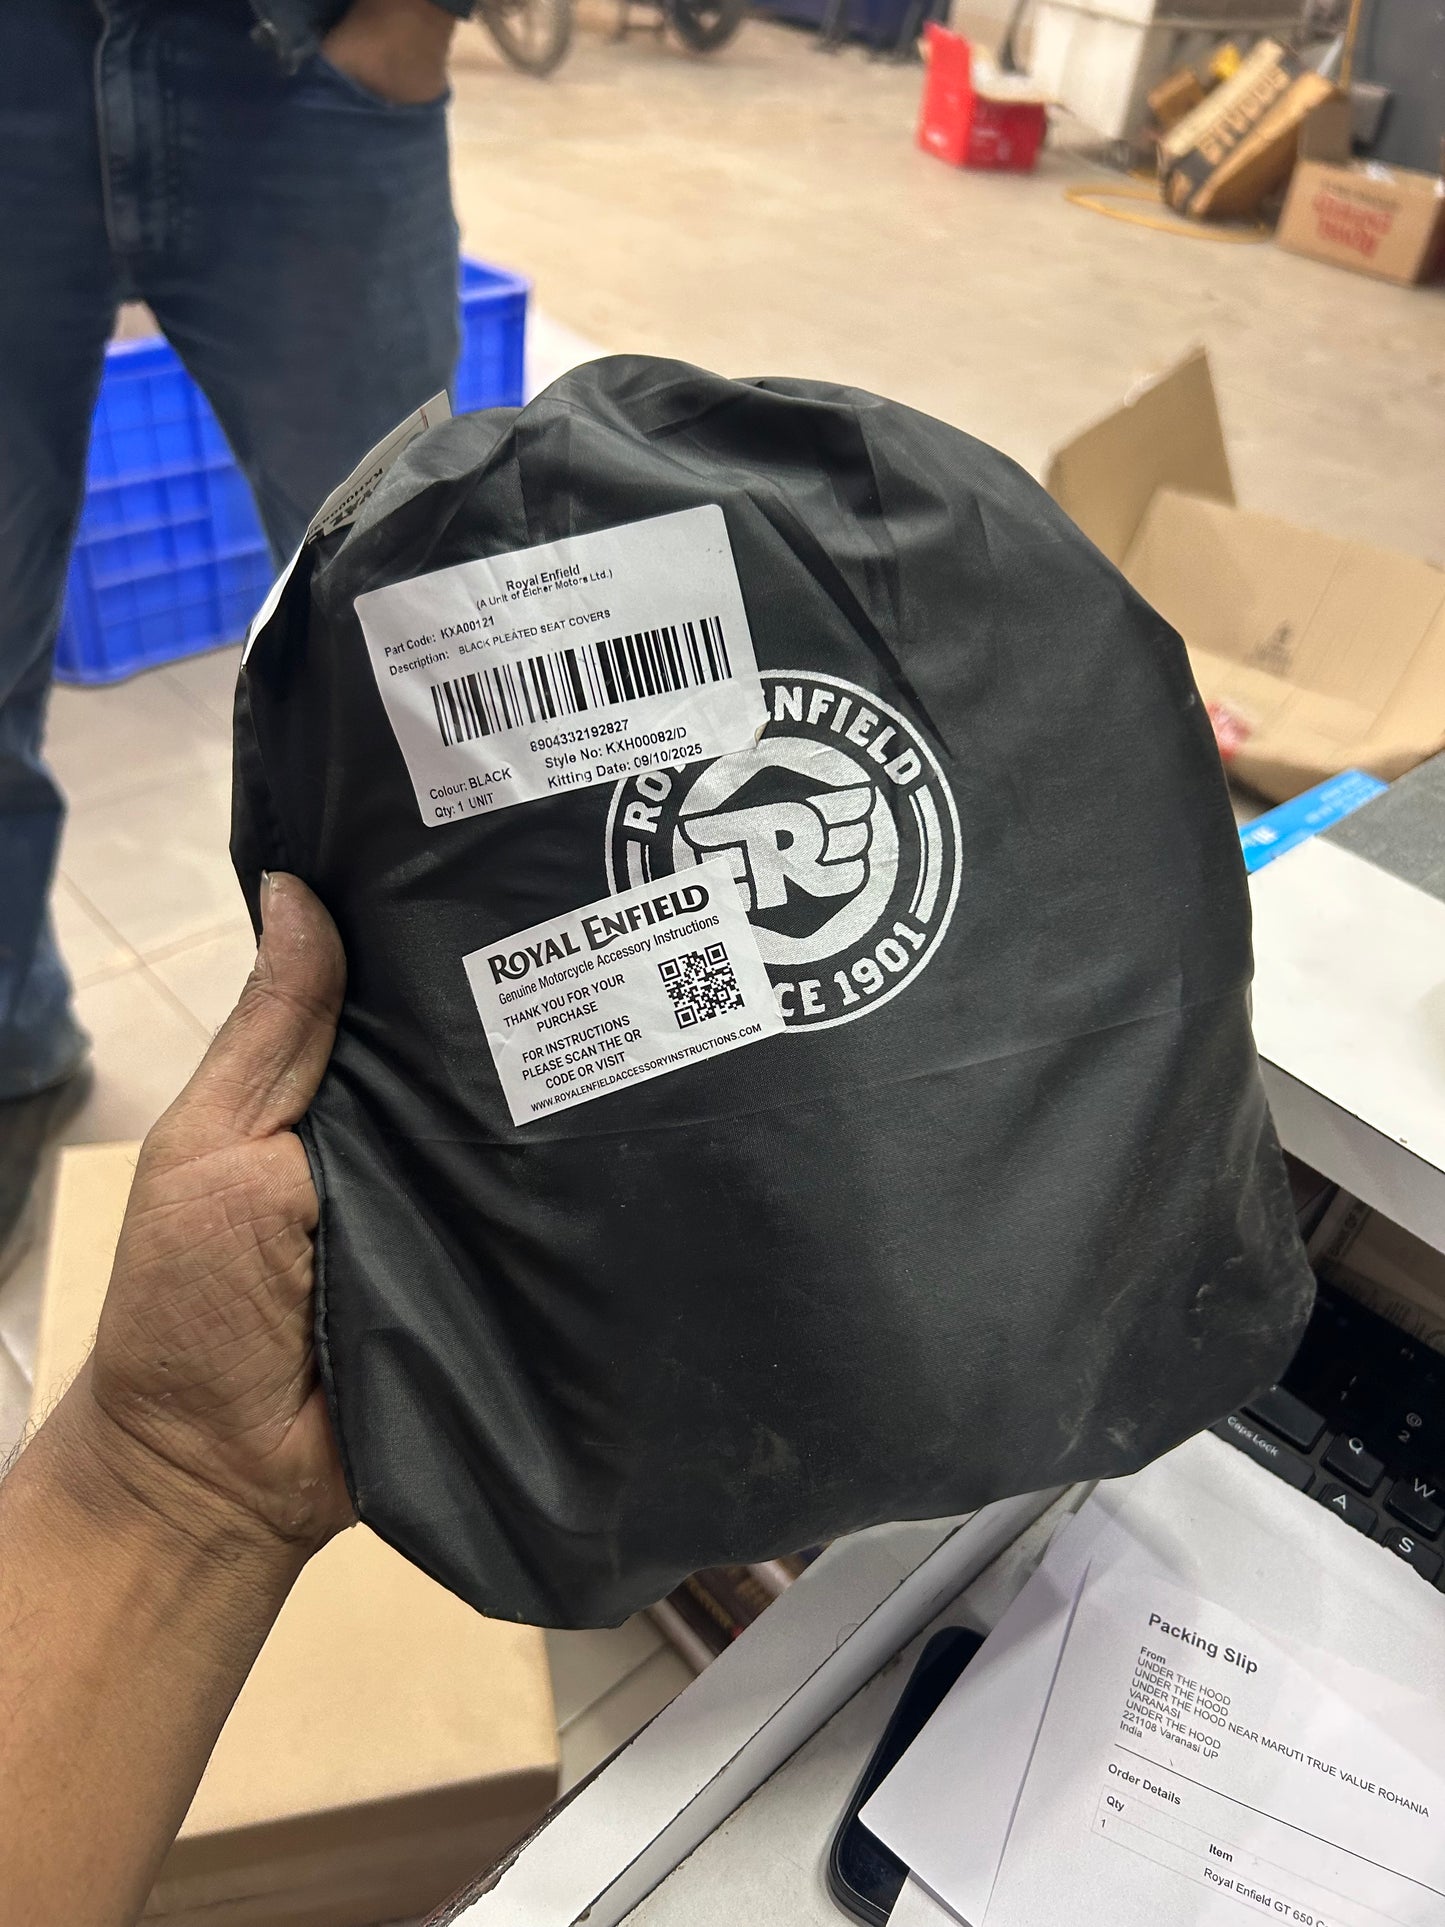 Royal Enfield
(A Unit of Eicher Motors Ltd.)
Part Code: KXA00121
Description: BLACK PLEATED SEAT COVERS
8904332192827
Colour: BLACK
Style No: KXH00082/D
Qty: 1 UNIT
Kitting Date: 09/10/2025
ENFIELD
RE
1901
ROYAL ENFIELD
Genuine Motorcycle Accessory Instructions
THANK YOU FOR YOUR
PURCHASE
FOR INSTRUCTIONS
PLEASE SCAN THE QR
CODE OR VISIT
WWW.ROYALENFIELDACCESSORYINSTRUCTIONS.COM
Caps Lock
Q
W
A
S
F1
!
1
@
2
Packing Slip
From
UNDER THE HOOD
UNDER THE HOOD
UNDER THE HOOD NEAR MARUTI TRUE VALUE ROHANIA
VARANASI
UNDER THE HOOD
221108 Varanasi UP
India
Order Details
Qty
Item
1
Royal Enfield GT 650